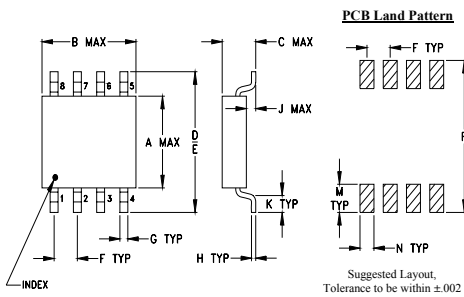 PCB Land Pattern
B MAX
C MAX
F TYP
8 7 6 5
J MAX
A MAX
D
E
K TYP
M
TYP
1 2 3 4
G TYP
F TYP
H TYP
N TYP
INDEX
Suggested Layout,
Tolerance to be within ±.002